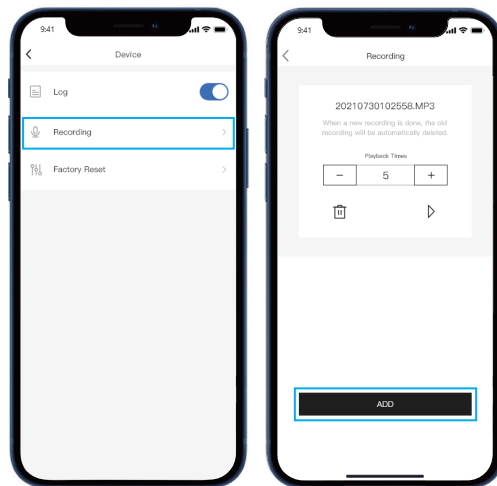 9:41
Device
Log
Recording
Factory Reset
9:41
Recording
20210730102558.MP3
When a new recording is done, the old
recording will be automatically deleted.
Playback Times
5
ADD